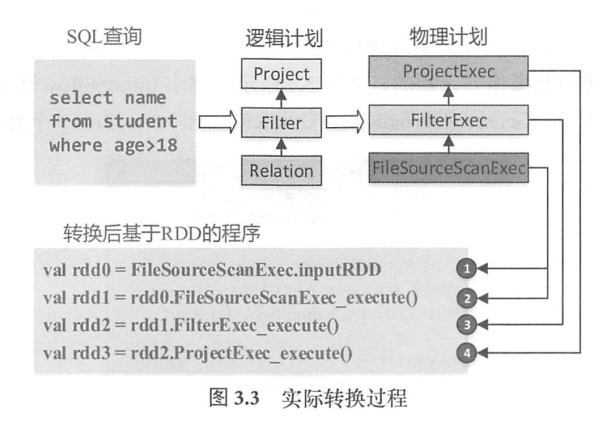 SQL查询
逻辑计划
物理计划
select name
from student
where age>18
Project
Filter
Relation
ProjectExec
FilterExec
FileSourceScanExec
转换后基于RDD的程序
val rdd0 = FileSourceScanExec.inputRDD 1
val rdd1 = rdd0.FileSourceScanExec_execute() 2
val rdd2 = rdd1.FilterExec_execute() 3
val rdd3 = rdd2.ProjectExec_execute() 4
图 3.3 实际转换过程